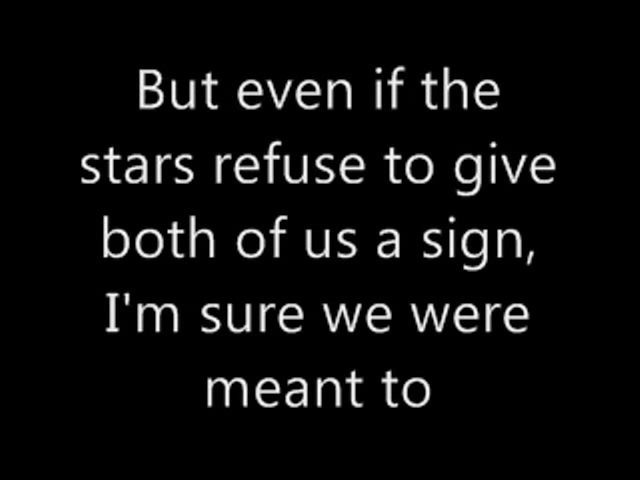 But even if the
stars refuse to give
both of us a sign,
I'm sure we were
meant to